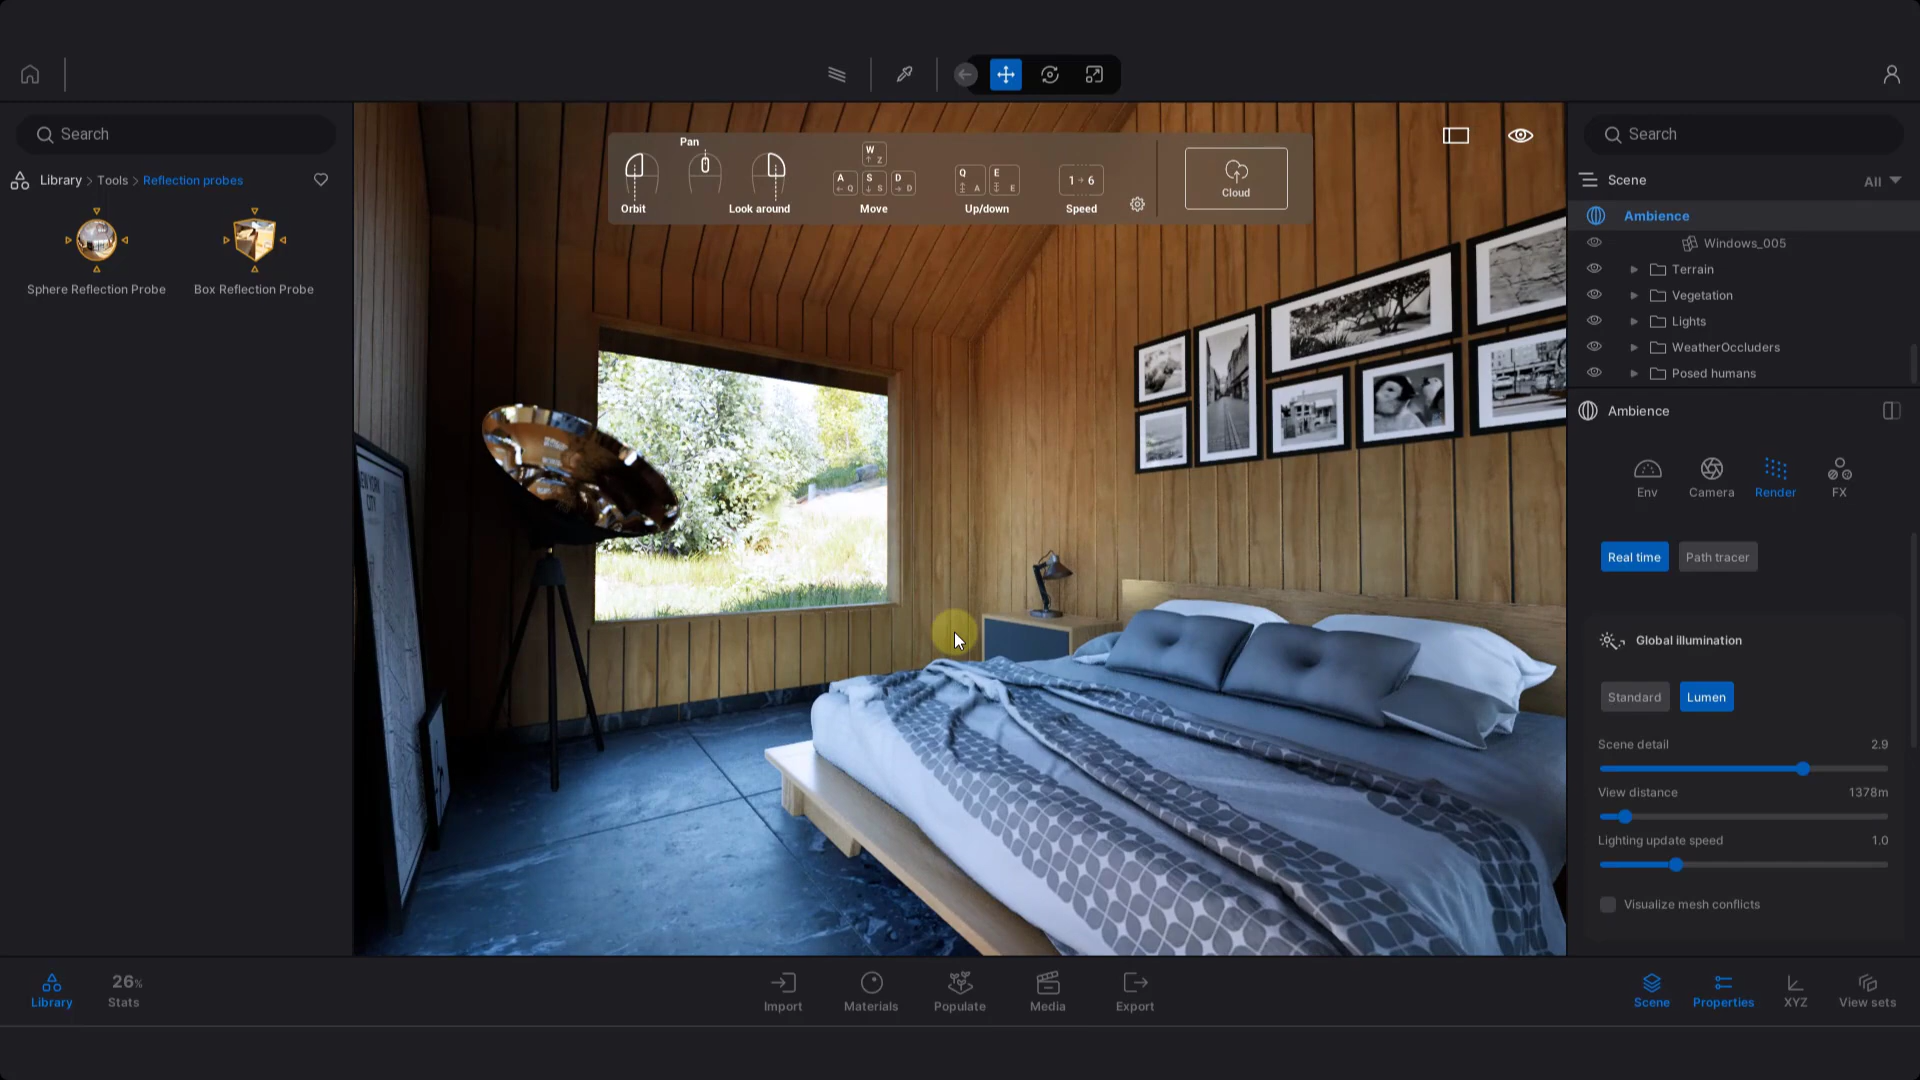 Search
Library > Tools > Reflection probes
Sphere Reflection Probe
Box Reflection Probe
Pan
Orbit
Look around
W
↑ Z
A
← Q
S
↓ S
D
→ D
Move
Q
A
E
E
Up/down
1 → 6
Speed
Cloud
NEW YORK
CITY
Search
Scene
All
Ambience
Windows_005
Terrain
Vegetation
Lights
WeatherOccluders
Posed humans
Ambience
Env
Camera
Render
FX
Real time
Path tracer
Global illumination
Standard
Lumen
Scene detail 2.9
View distance 1378m
Lighting update speed 1.0
Visualize mesh conflicts
Library
26%
Stats
Import
Materials
Populate
Media
Export
Scene
Properties
XYZ
View sets